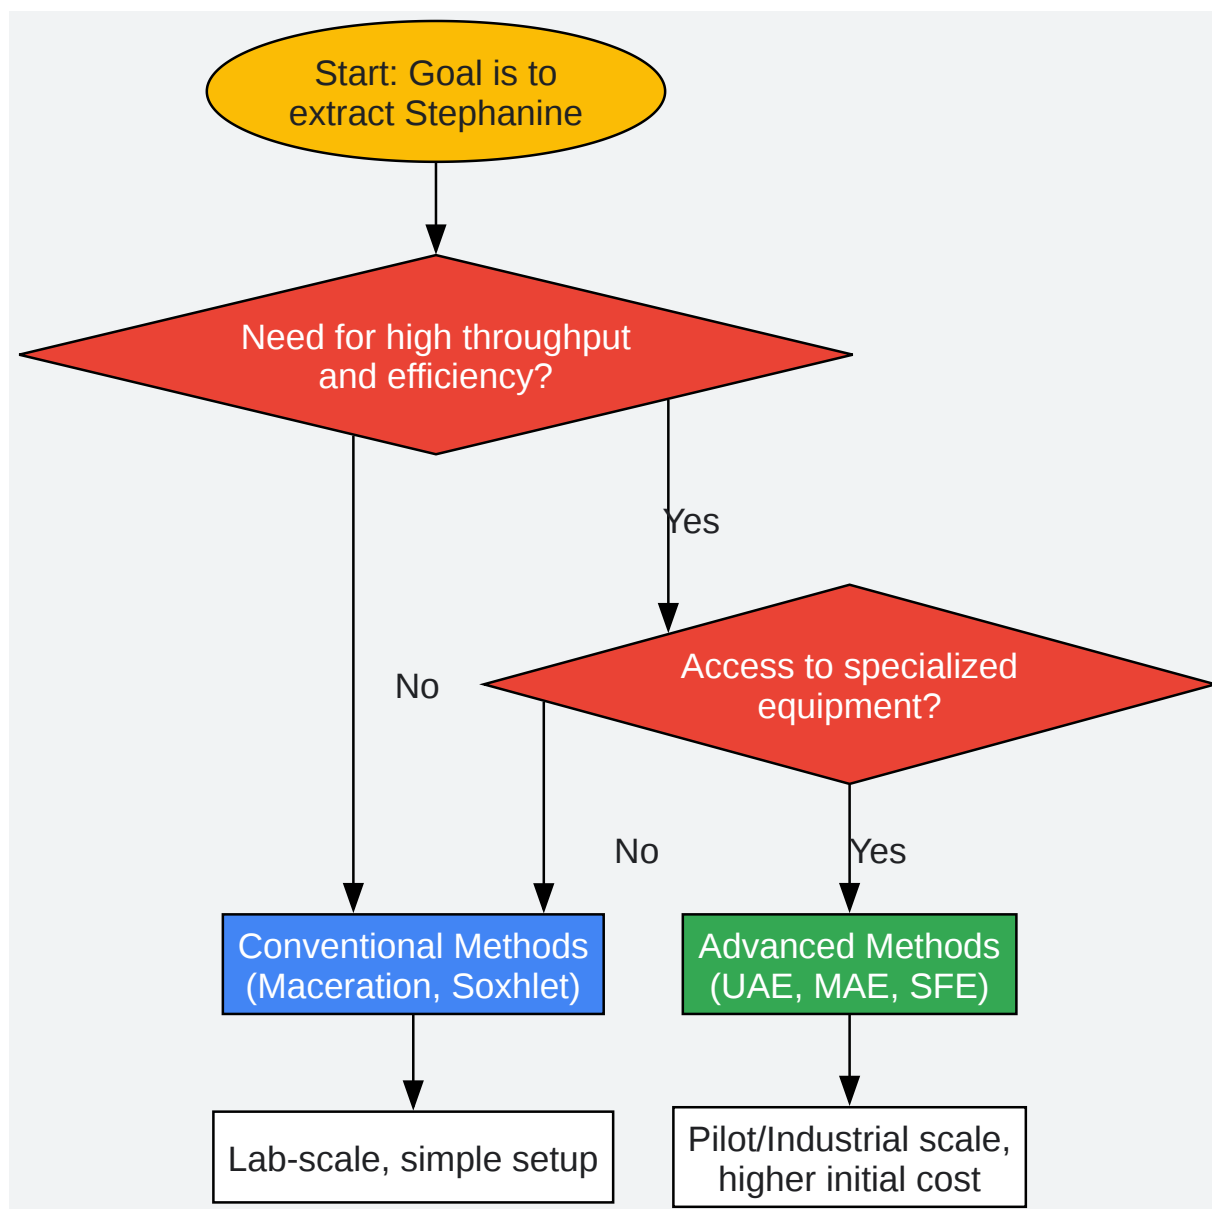 Start: Goal is to
extract Stephanine
Need for high throughput
and efficiency?
Yes
No
Access to specialized
equipment?
No
Yes
Conventional Methods
(Maceration, Soxhlet)
Advanced Methods
(UAE, MAE, SFE)
Lab-scale, simple setup
Pilot/Industrial scale,
higher initial cost